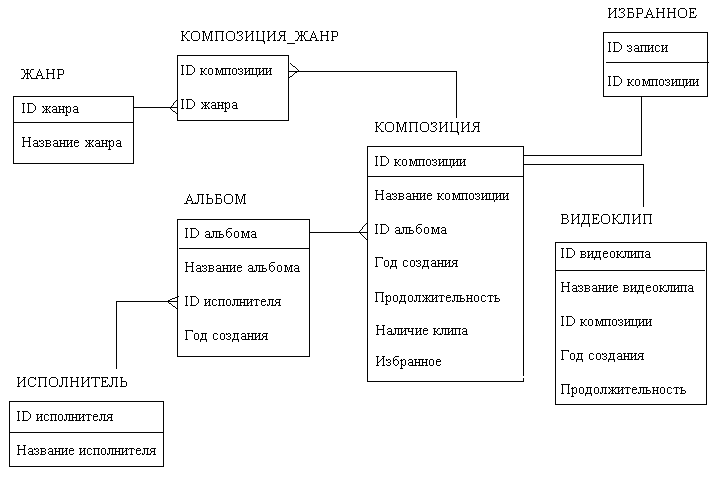 ИЗБРАННОЕ
ID записи
ID композиции
КОМПОЗИЦИЯ_ЖАНР
ID композиции
ID жанра
ЖАНР
ID жанра
Название жанра
КОМПОЗИЦИЯ
ID композиции
Название композиции
ID альбома
Год создания
Продолжительность
Наличие клипа
Избранное
АЛЬБОМ
ID альбома
Название альбома
ID исполнителя
Год создания
ВИДЕОКЛИП
ID видеоклипа
Название видеоклипа
ID композиции
Год создания
Продолжительность
ИСПОЛНИТЕЛЬ
ID исполнителя
Название исполнителя